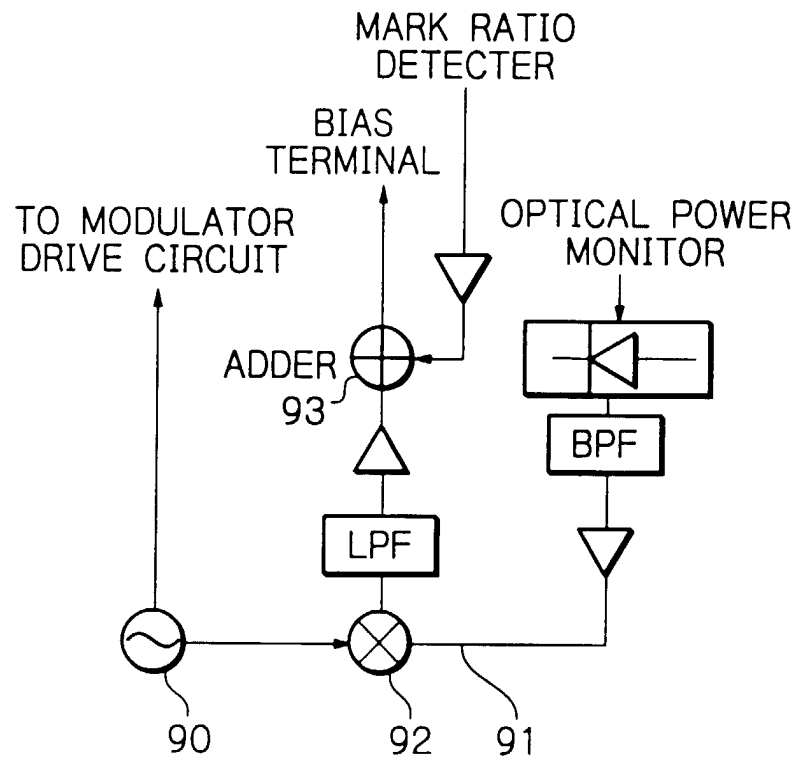 MARK RATIO
DETECTER
BIAS
TERMINAL
TO MODULATOR
DRIVE CIRCUIT
OPTICAL POWER
MONITOR
ADDER
93
BPF
LPF
90
92
91